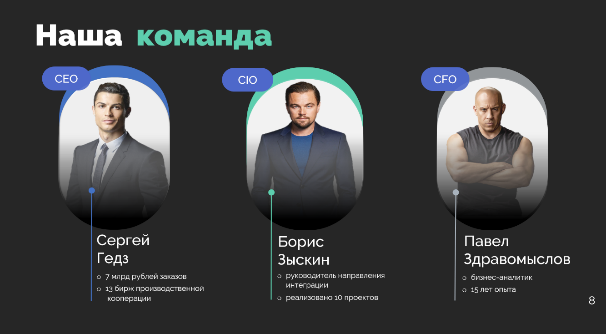 Наша команда
CEO
CIO
CFO
Сергей
Гедз
7 млрд рублей заказов
13 бирж производственной
кооперации
Борис
Зыскин
руководитель направления
интеграции
реализовано 10 проектов
Павел
Здравомыслов
бизнес-аналитик
15 лет опыта
8